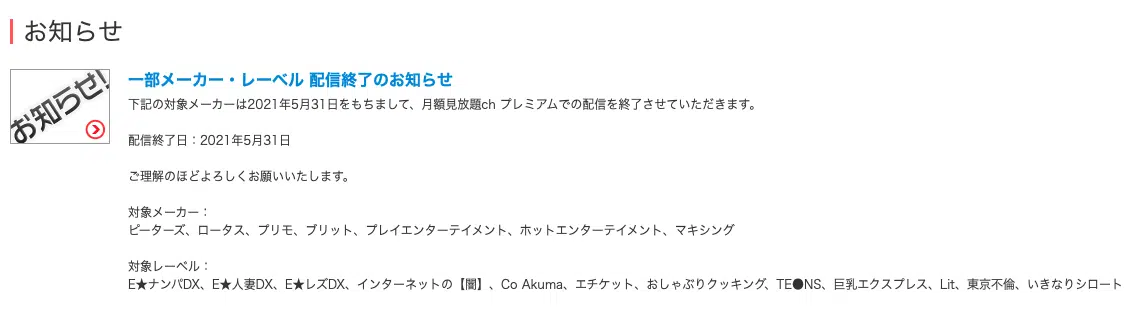 お知らせ
お知らせ!
一部メーカー・レーベル 配信終了のお知らせ
下記の対象メーカーは2021年5月31日をもちまして、月額見放題ch プレミアムでの配信を終了させていただきます。
配信終了日：2021年5月31日
ご理解のほどよろしくお願いいたします。
対象メーカー：
ピーターズ、ロータス、プリモ、ブリット、プレイエンターテイメント、ホットエンターテイメント、マキシング
対象レーベル：
E★ナンパDX、E★人妻DX、E★レズDX、インターネットの【闇】、Co Akuma、エチケット、おしゃぶりクッキング、TE●NS、巨乳エクスプレス、Lit、東京不倫、いきなりシロート